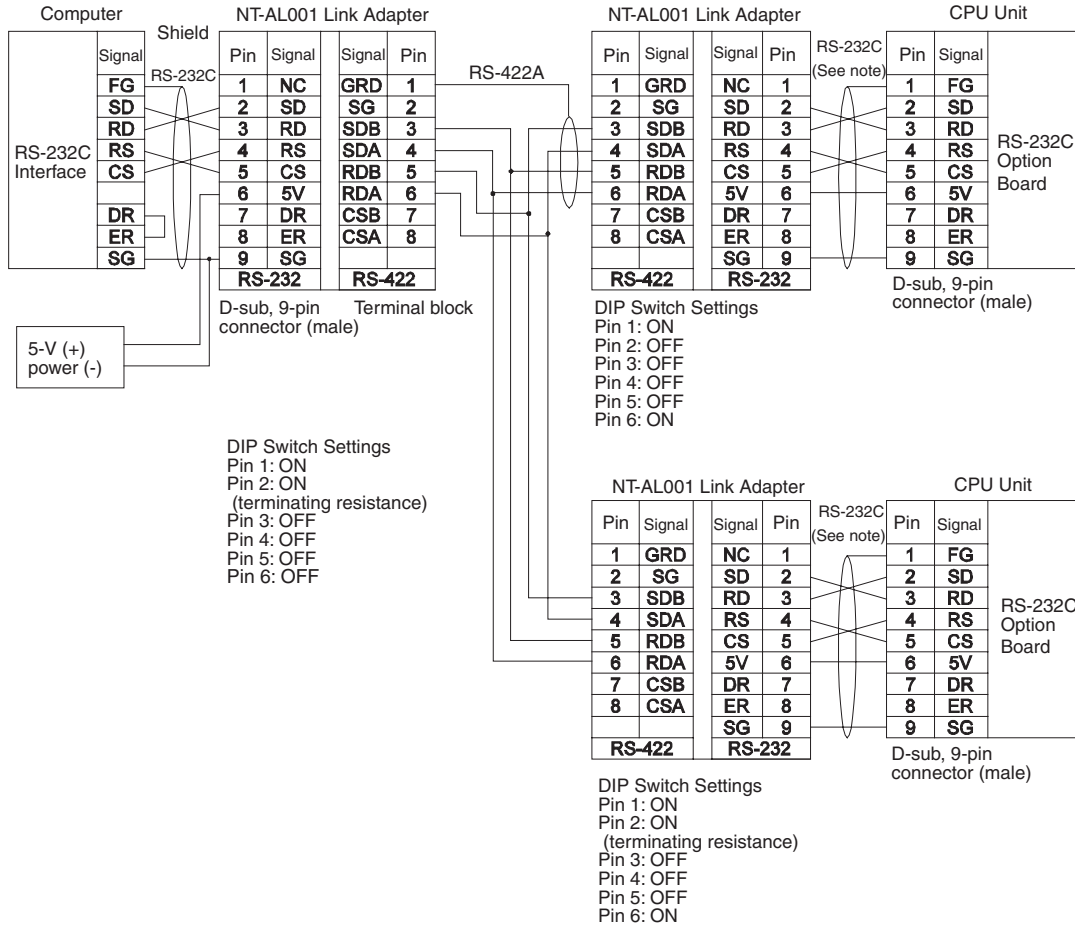 Computer
NT-AL001 Link Adapter
NT-AL001 Link Adapter
CPU Unit
Shield
Signal
FG
SD
RD
RS
CS
DR
ER
SG
RS-232C
Interface
RS-232C
Pin Signal
1 NC
2 SD
3 RD
4 RS
5 CS
6 5V
7 DR
8 ER
9 SG
RS-232
Signal Pin
GRD 1
SG 2
SDB 3
SDA 4
RDB 5
RDA 6
CSB 7
CSA 8
RS-422
D-sub, 9-pin
connector (male)
Terminal block
5-V (+)
power (-)
RS-422A
Pin Signal
1 GRD
2 SG
3 SDB
4 SDA
5 RDB
6 RDA
7 CSB
8 CSA
RS-422
Signal Pin
NC 1
SD 2
RD 3
RS 4
CS 5
5V 6
DR 7
ER 8
SG 9
RS-232
RS-232C
(See note)
Pin Signal
1 FG
2 SD
3 RD
4 RS
5 CS
6 5V
7 DR
8 ER
9 SG
RS-232C
Option
Board
D-sub, 9-pin
connector (male)
DIP Switch Settings
Pin 1: ON
Pin 2: OFF
Pin 3: OFF
Pin 4: OFF
Pin 5: OFF
Pin 6: ON
DIP Switch Settings
Pin 1: ON
Pin 2: ON
(terminating resistance)
Pin 3: OFF
Pin 4: OFF
Pin 5: OFF
Pin 6: OFF
NT-AL001 Link Adapter
CPU Unit
Pin Signal
1 GRD
2 SG
3 SDB
4 SDA
5 RDB
6 RDA
7 CSB
8 CSA
RS-422
Signal Pin
NC 1
SD 2
RD 3
RS 4
CS 5
5V 6
DR 7
ER 8
SG 9
RS-232
RS-232C
(See note)
Pin Signal
1 FG
2 SD
3 RD
4 RS
5 CS
6 5V
7 DR
8 ER
9 SG
RS-232C
Option
Board
D-sub, 9-pin
connector (male)
DIP Switch Settings
Pin 1: ON
Pin 2: ON
(terminating resistance)
Pin 3: OFF
Pin 4: OFF
Pin 5: OFF
Pin 6: ON